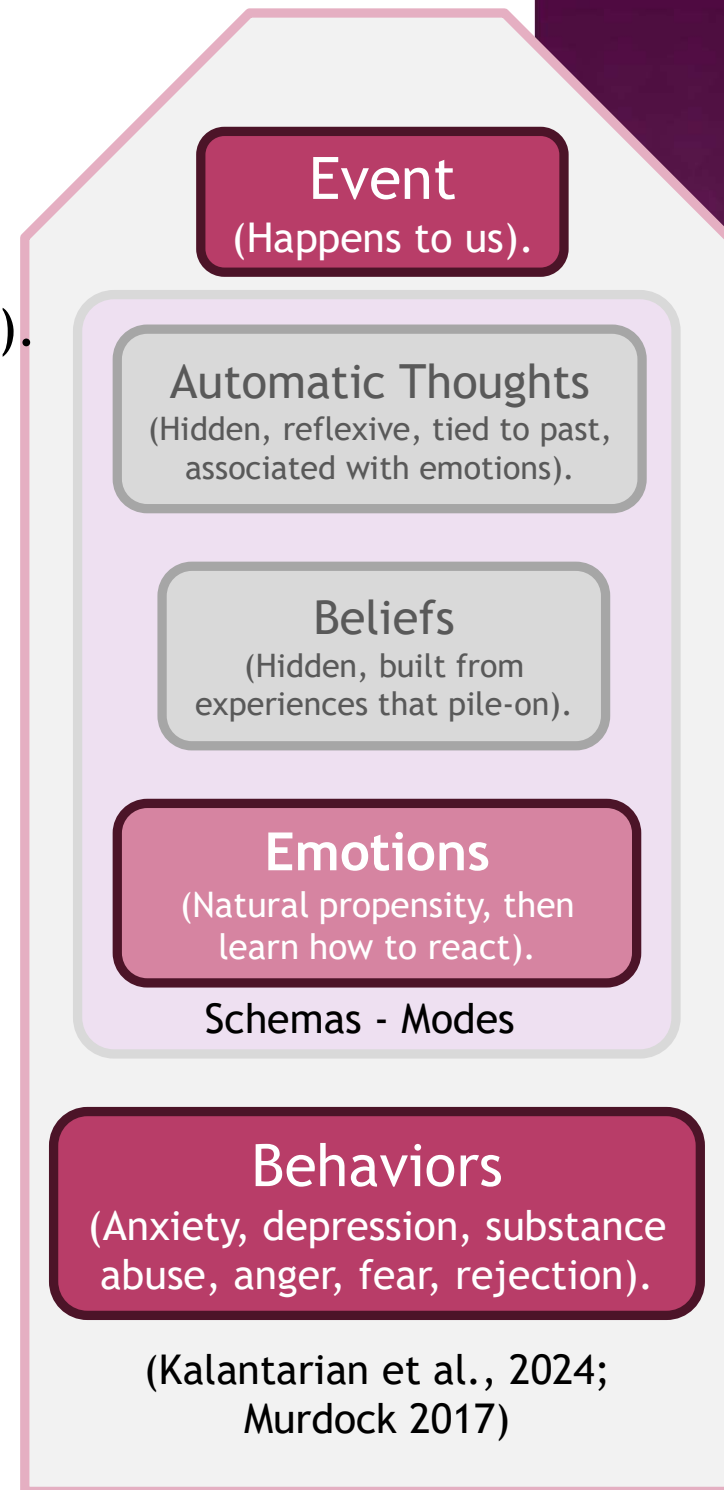 Event
(Happens to us).
).
Automatic Thoughts
(Hidden, reflexive, tied to past,
associated with emotions).
Beliefs
(Hidden, built from
experiences that pile-on).
Emotions
(Natural propensity, then
learn how to react).
Schemas - Modes
Behaviors
(Anxiety, depression, substance
abuse, anger, fear, rejection).
(Kalantarian et al., 2024;
Murdock 2017)